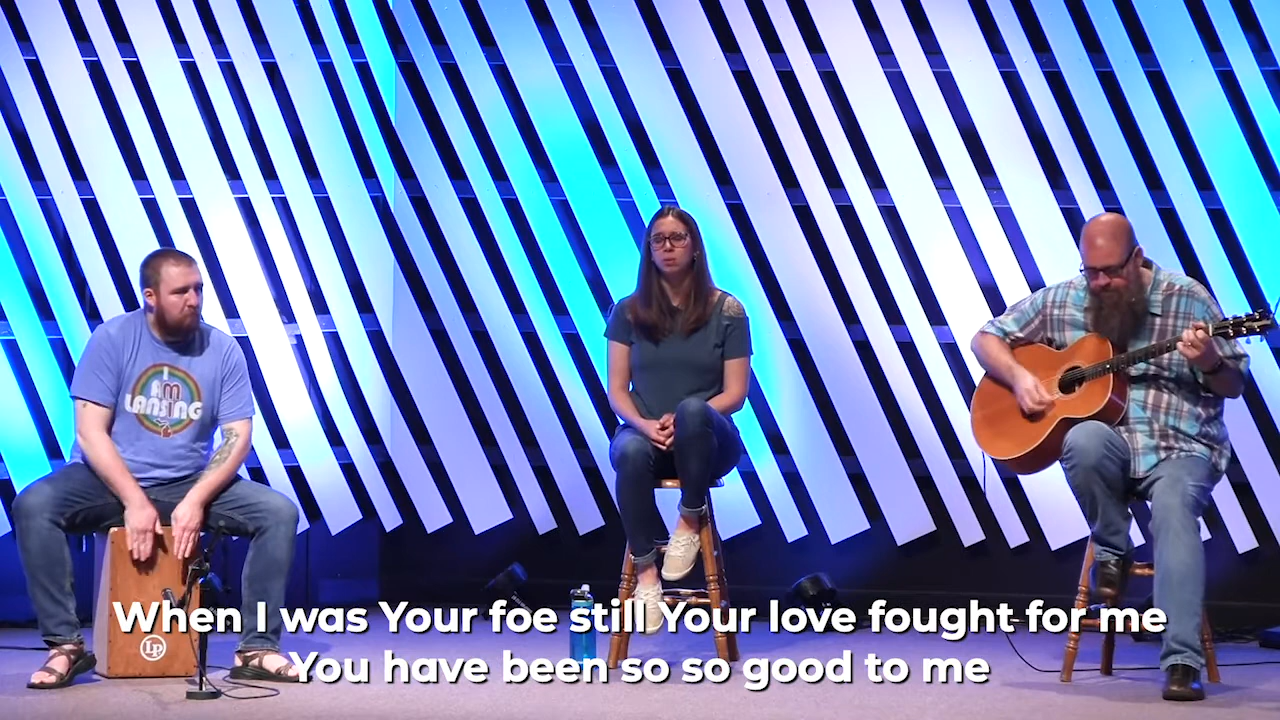 I
AM
LANSING
LP
When I was Your foe still Your love fought for me
You have been so so good to me